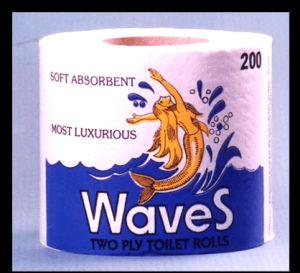 200
SOFT ABSORBENT
MOST LUXURIOUS
WaveS
TWO PLY TOILET ROLLS